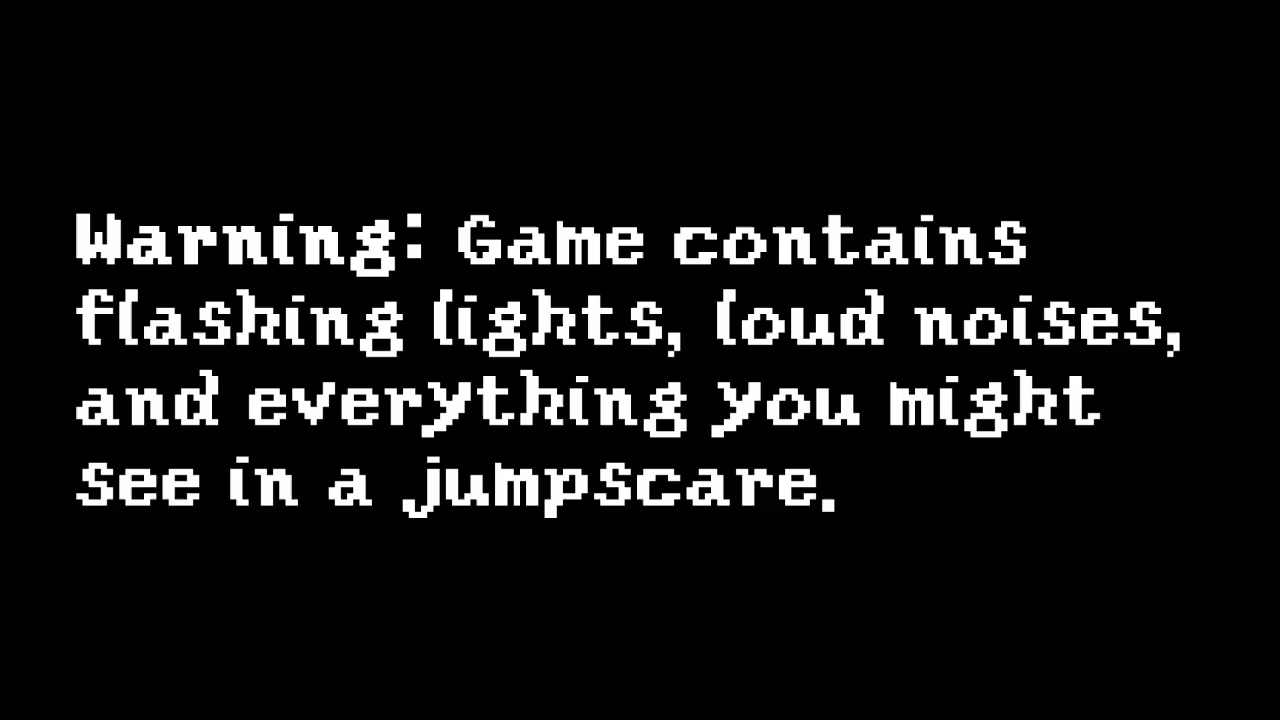 Warning: Game contains
flashing lights, loud noises,
and everything you might
see in a jumpscare.